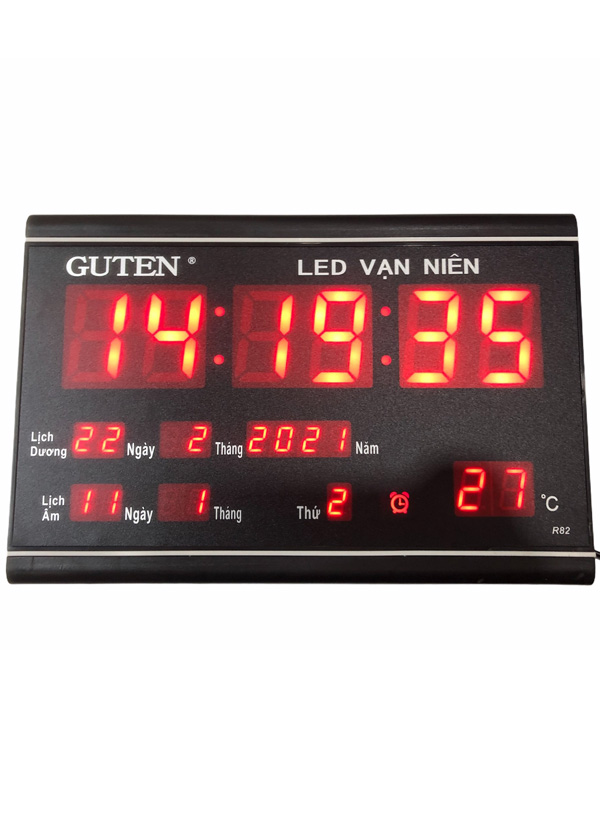 GUTEN ® LED VẠN NIÊN
14:19:35
Lịch Dương 22 Ngày 2 Tháng 2021 Năm
Lịch Âm 11 Ngày 1 Tháng Thứ 2 27 °C
R82